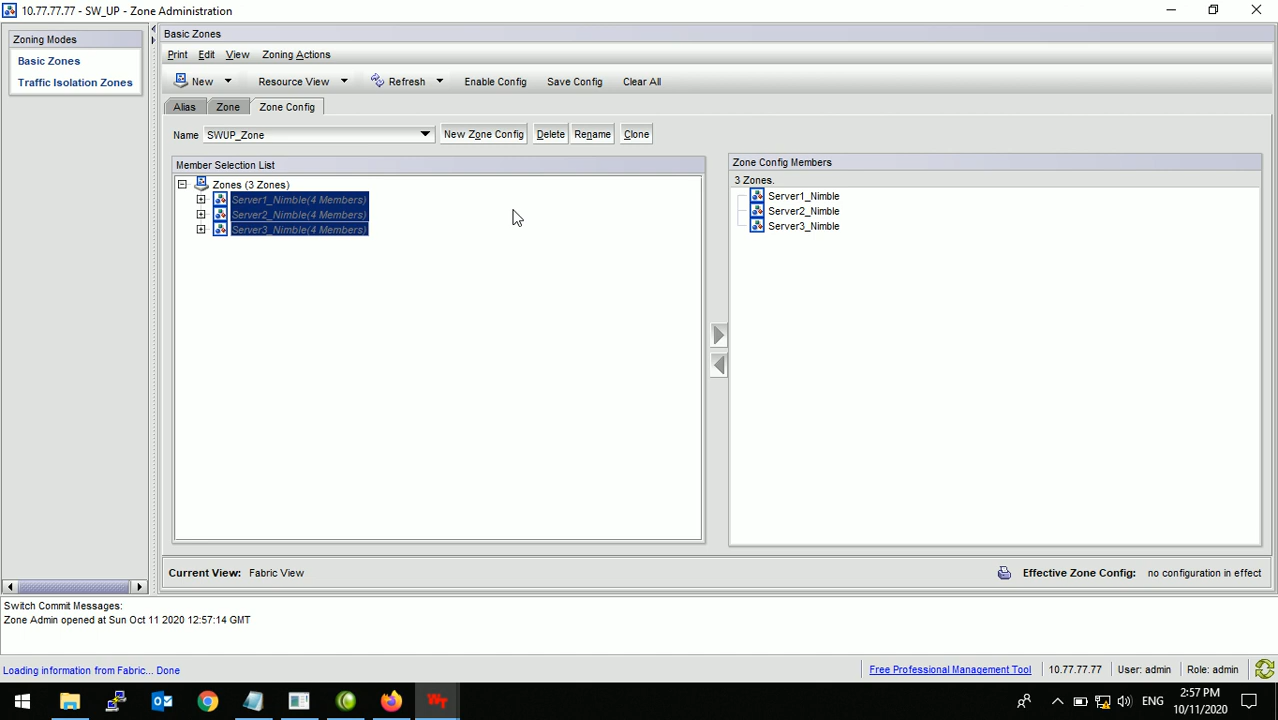 10.77.77.77 - SW_UP - Zone Administration
Zoning Modes
Basic Zones
Traffic Isolation Zones
Basic Zones
Print Edit View Zoning Actions
New Resource View Refresh Enable Config Save Config Clear All
Alias Zone Zone Config
Name SWUP_Zone New Zone Config Delete Rename Clone
Member Selection List
Zones (3 Zones)
Server1_Nimble(4 Members)
Server2_Nimble(4 Members)
Server3_Nimble(4 Members)
Zone Config Members
3 Zones.
Server1_Nimble
Server2_Nimble
Server3_Nimble
Current View: Fabric View
Effective Zone Config: no configuration in effect
Switch Commit Messages:
Zone Admin opened at Sun Oct 11 2020 12:57:14 GMT
Loading information from Fabric... Done
Free Professional Management Tool 10.77.77.77 User: admin Role: admin
WT
ENG
2:57 PM
10/11/2020